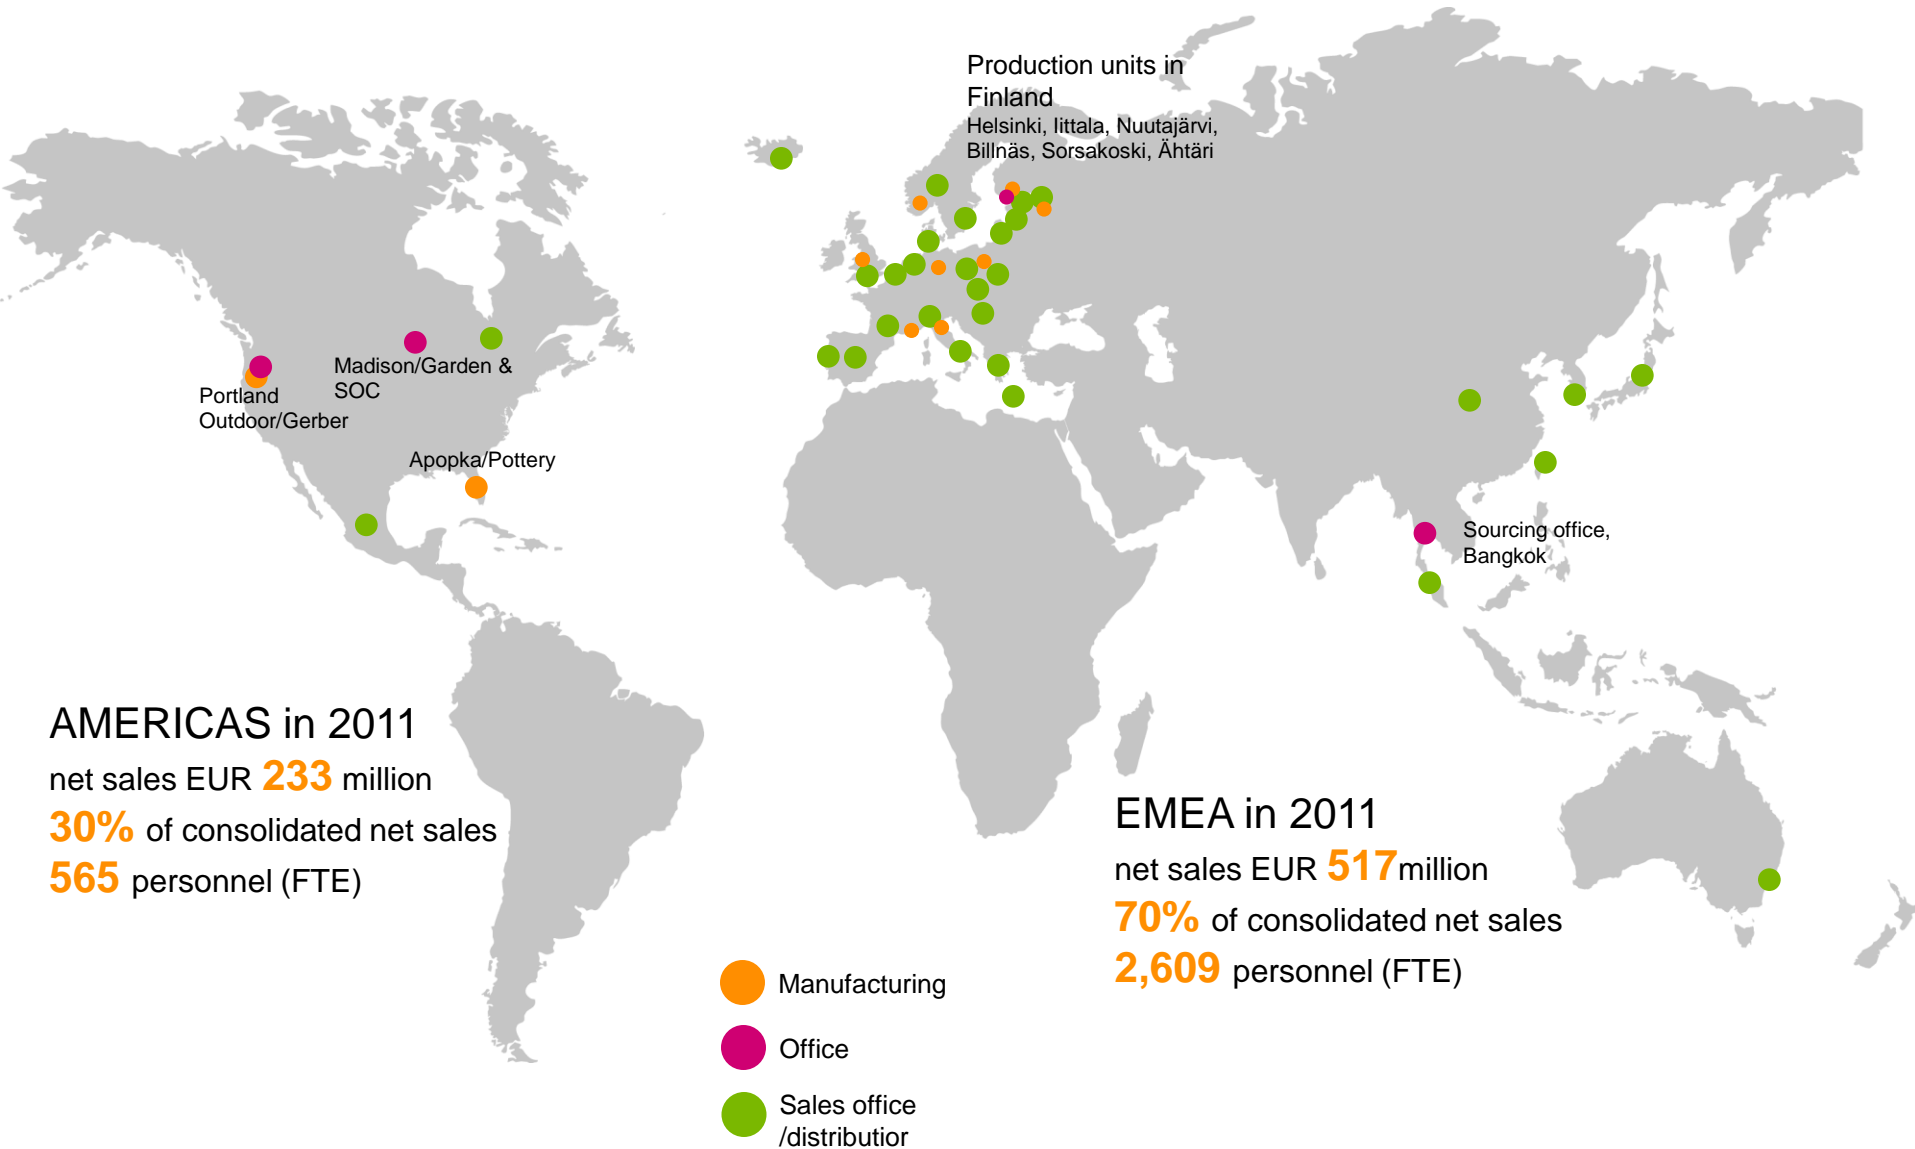 Production units in
Finland
Helsinki, Iittala, Nuutajärvi,
Billnäs, Sorsakoski, Ähtäri
Madison/Garden &
SOC
Portland
Outdoor/Gerber
Apopka/Pottery
Sourcing office,
Bangkok
AMERICAS in 2011
net sales EUR 233 million
30% of consolidated net sales
565 personnel (FTE)
EMEA in 2011
net sales EUR 517million
70% of consolidated net sales
2,609 personnel (FTE)
Manufacturing
Office
Sales office
/distributior